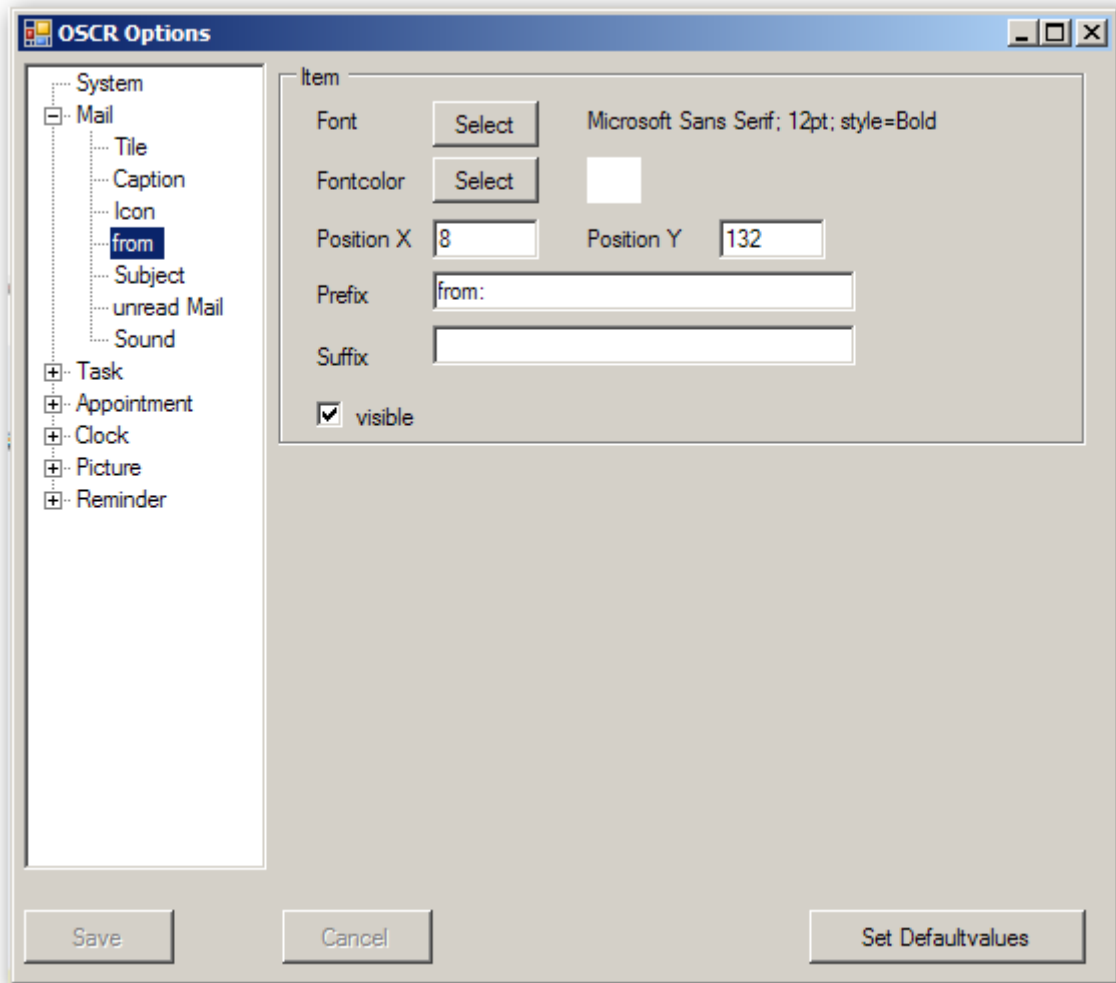 OSCR Options
System
Mail
Tile
Caption
Icon
from
Subject
unread Mail
Sound
Task
Appointment
Clock
Picture
Reminder
Item
Font Select Microsoft Sans Serif; 12pt; style=Bold
Fontcolor Select
Position X 8 Position Y 132
Prefix from:
Suffix
visible
Save Cancel Set Defaultvalues